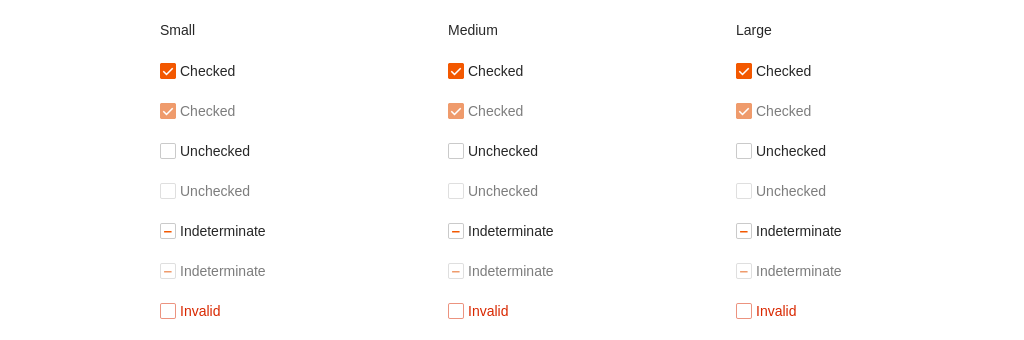 Small Medium Large
Checked Checked Checked
Checked Checked Checked
Unchecked Unchecked Unchecked
Unchecked Unchecked Unchecked
Indeterminate Indeterminate Indeterminate
Indeterminate Indeterminate Indeterminate
Invalid Invalid Invalid